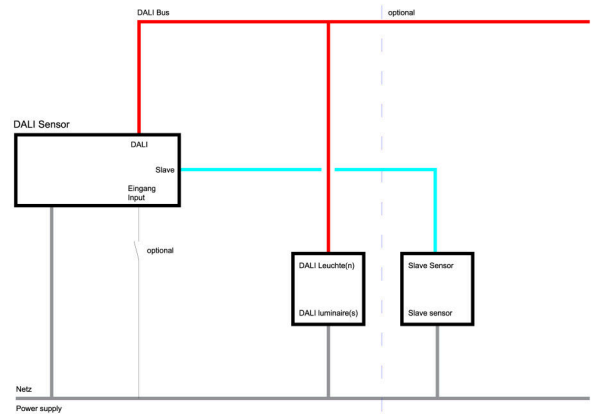 DALI Bus
optional
DALI Sensor
DALI
Slave
Eingang
Input
optional
DALI Leuchte(n)
Slave Sensor
DALI luminaire(s)
Slave sensor
Netz
Power supply